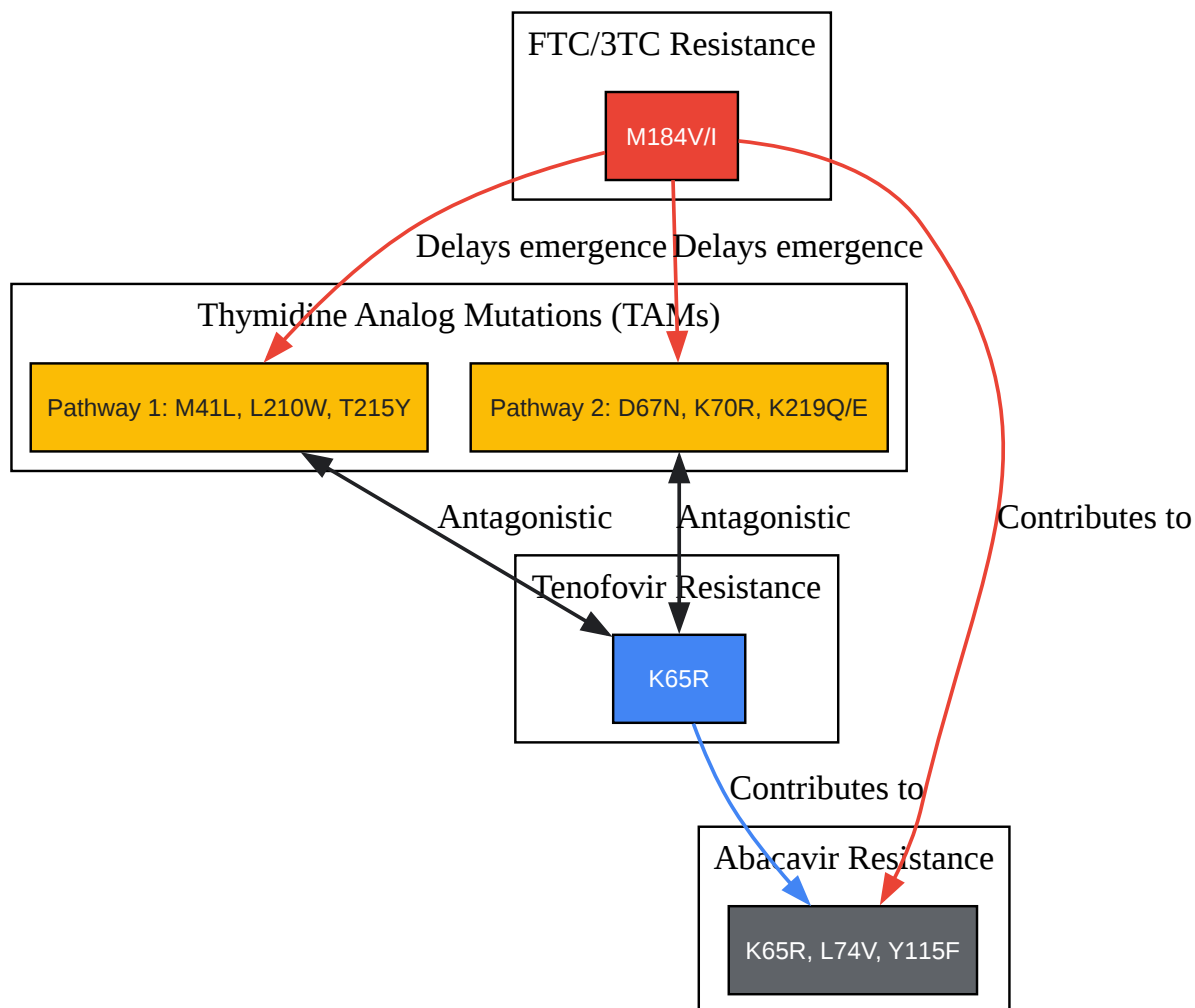 FTC/3TC Resistance
M184V/I
Delays emergence
Delays emergence
Thymidine Analog Mutations (TAMs)
Pathway 1: M41L, L210W, T215Y
Pathway 2: D67N, K70R, K219Q/E
Antagonistic
Antagonistic
Contributes to
Tenofovir Resistance
K65R
Contributes to
Abacavir Resistance
K65R, L74V, Y115F